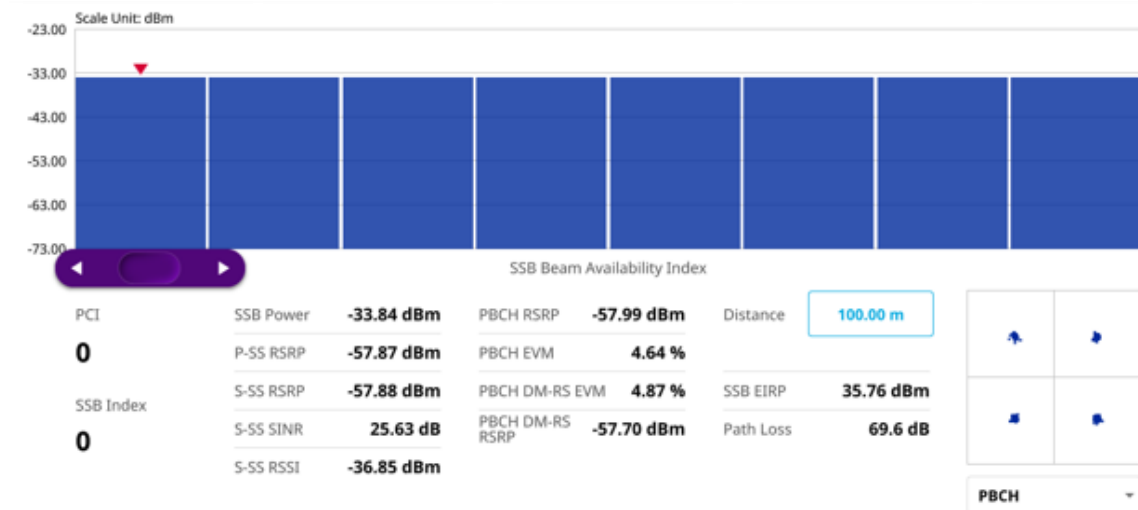 Scale Unit: dBm
-23.00
-33.00
-43.00
-53.00
-63.00
-73.00
SSB Beam Availability Index
PCI
0
SSB Index
0
SSB Power -33.84 dBm
P-SS RSRP -57.87 dBm
S-SS RSRP -57.88 dBm
S-SS SINR 25.63 dB
S-SS RSSI -36.85 dBm
PBCH RSRP -57.99 dBm
PBCH EVM 4.64 %
PBCH DM-RS EVM 4.87 %
PBCH DM-RS
RSRP -57.70 dBm
Distance 100.00 m
SSB EIRP 35.76 dBm
Path Loss 69.6 dB
PBCH